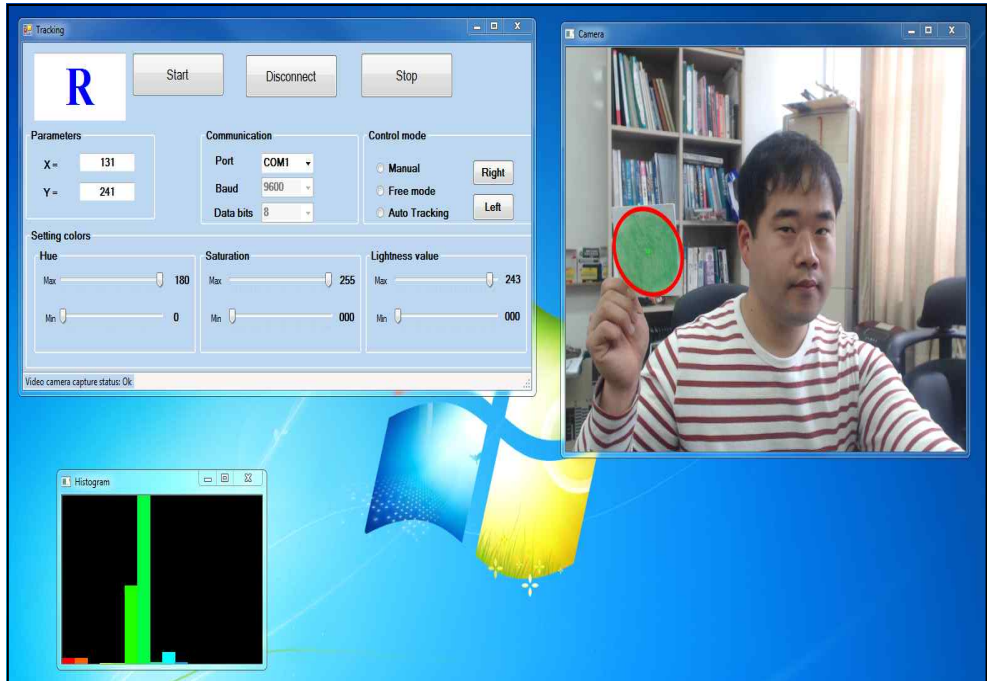 Tracking
R
Start
Disconnect
Stop
Parameters
X = 131
Y = 241
Communication
Port COM1
Baud 9600
Data bits 8
Control mode
Manual
Free mode
Auto Tracking
Right
Left
Setting colors
Hue
Max 180
Min 0
Saturation
Max 255
Min 000
Lightness value
Max 243
Min 000
Video camera capture status: Ok
Camera
Histogram